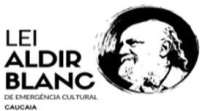 LEI
ALDIR
BLANC
DE EMERGÊNCIA CULTURAL
CAUCAIA